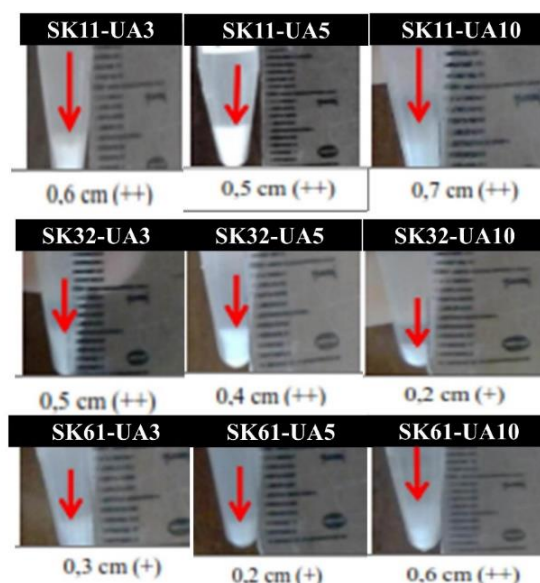 SK11-UA3 SK11-UA5 SK11-UA10
0,6 cm (++) 0,5 cm (++) 0,7 cm (++)
SK32-UA3 SK32-UA5 SK32-UA10
0,5 cm (++) 0,4 cm (++) 0,2 cm (+)
SK61-UA3 SK61-UA5 SK61-UA10
0,3 cm (+) 0,2 cm (+) 0,6 cm (++)